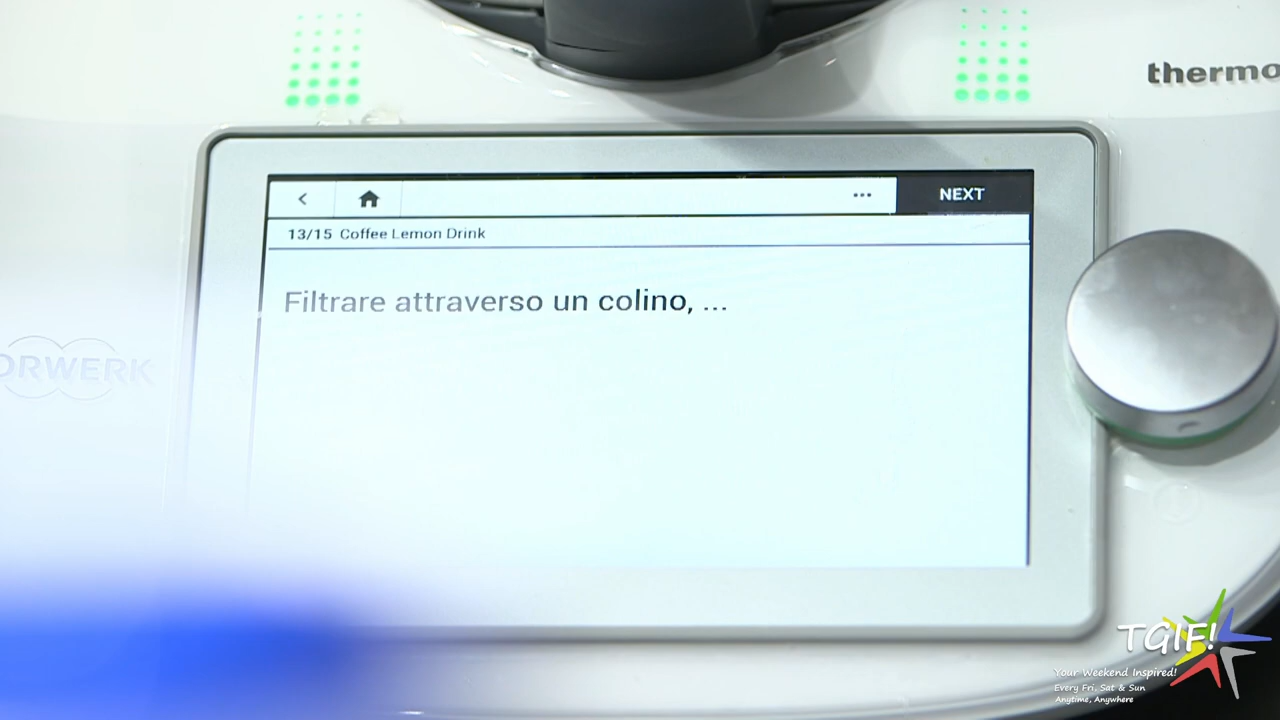 thermo
NEXT
13/15 Coffee Lemon Drink
Filtrare attraverso un colino, ...
ORWERK
TGIF!
Your Weekend Inspired!
Every Fri, Sat & Sun
Anytime, Anywhere